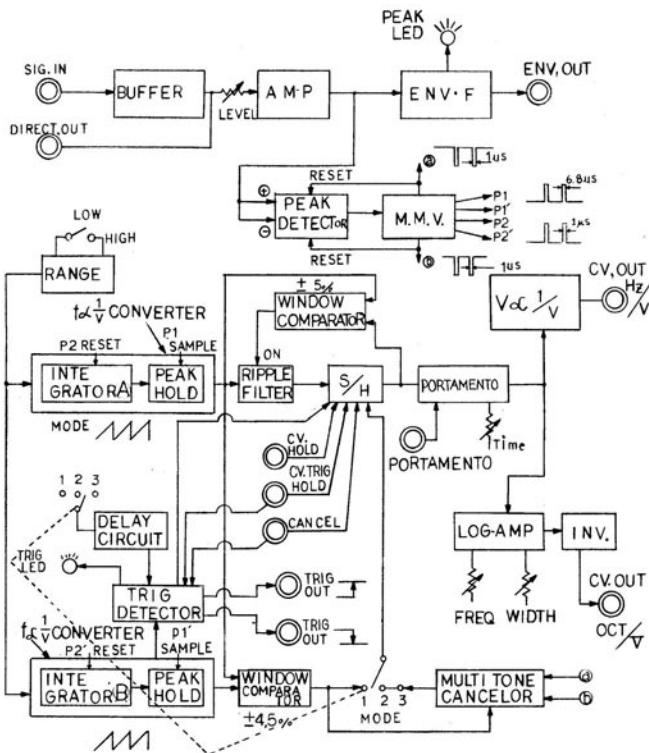 PEAK
LED
SIG. IN
BUFFER
LEVEL
AMP
ENV·F
ENV, OUT
DIRECT. OUT
RESET
ⓐ
1us
⊕
⊖
PEAK
DETECTOR
M.M.V.
P1
P1'
P2
P2'
6.8us
1us
RESET
ⓑ
1us
LOW
HIGH
RANGE
f∝ 1/V CONVERTER
± 5%
WINDOW
COMPARATOR
V∝ 1/V
CV, OUT
Hz/V
P2 RESET
P1
SAMPLE
ON
INTE
GRATOR A
PEAK
HOLD
RIPPLE
FILTER
S/H
PORTAMENTO
MODE
Time
CV.
HOLD
PORTAMENTO
CV.TRIG
HOLD
CANCEL
1 2 3
DELAY
CIRCUIT
TRIG
LED
LOG-AMP
INV.
TRIG
DETECTOR
TRIG
OUT
TRIG
OUT
FREQ
WIDTH
CV.OUT
OCT/V
f∝ 1/V
CONVERTER
P1'
P2' RESET
SAMPLE
INTE
GRATOR B
PEAK
HOLD
WINDOW
COMPARA
TOR
±4,5%
1 2 3
MODE
MULTI TONE
CANCELOR
ⓐ
ⓑ